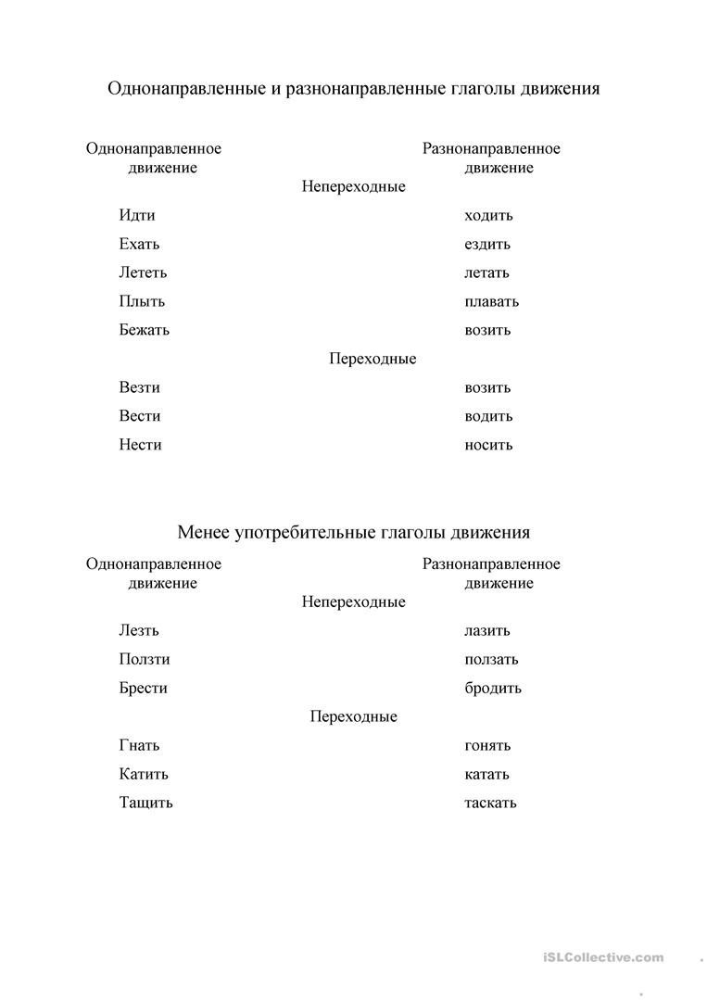 Однонаправленные и разнонаправленные глаголы движения
Однонаправленное Разнонаправленное
движение движение
Непереходные
Идти ходить
Ехать ездить
Лететь летать
Плыть плавать
Бежать возить
Переходные
Везти возить
Вести водить
Нести носить
Менее употребительные глаголы движения
Однонаправленное Разнонаправленное
движение движение
Непереходные
Лезть лазить
Ползти ползать
Брести бродить
Переходные
Гнать гонять
Катить катать
Тащить таскать
iSLCollective.com